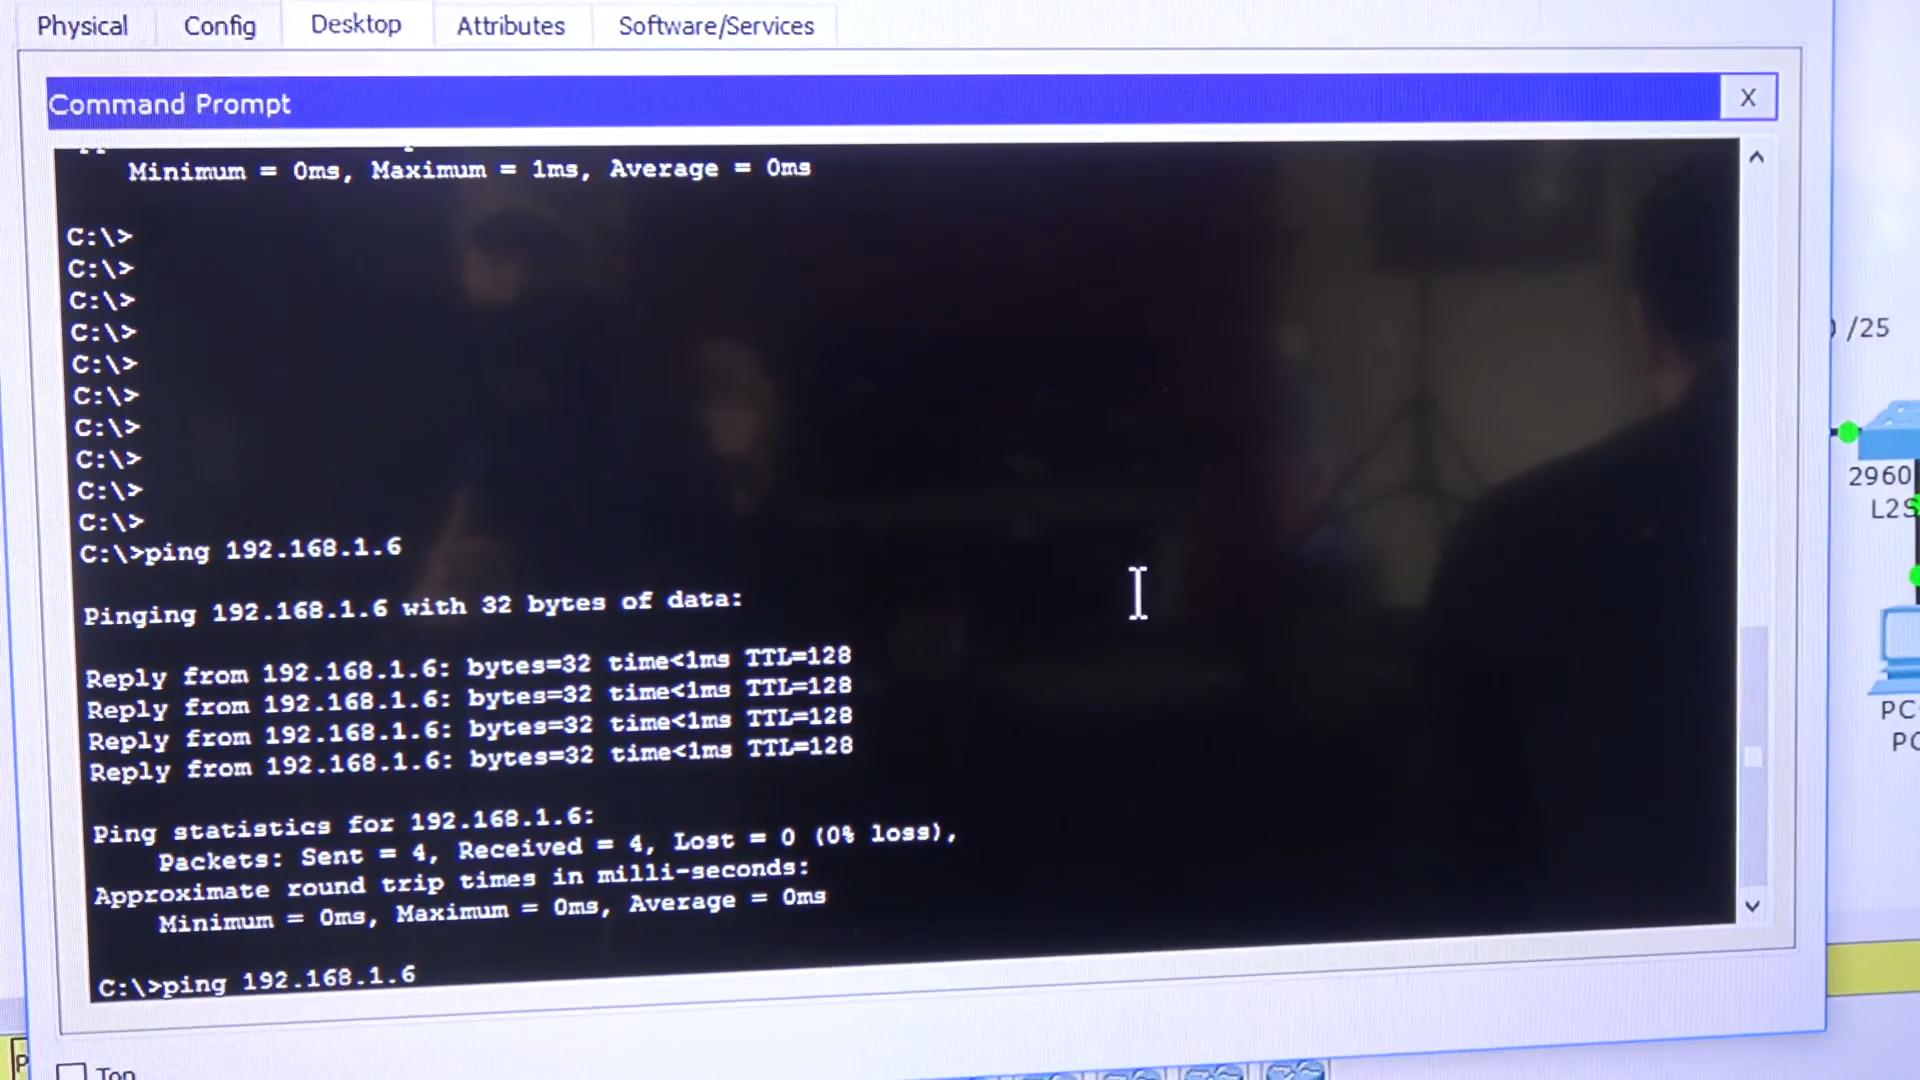 Physical
Config
Desktop
Attributes
Software/Services
Command Prompt
X
Minimum = 0ms, Maximum = 1ms, Average = 0ms
C:\>
C:\>
C:\>
C:\>
C:\>
C:\>
C:\>
C:\>
C:\>
C:\>
C:\>ping 192.168.1.6
Pinging 192.168.1.6 with 32 bytes of data:
Reply from 192.168.1.6: bytes=32 time<1ms TTL=128
Reply from 192.168.1.6: bytes=32 time<1ms TTL=128
Reply from 192.168.1.6: bytes=32 time<1ms TTL=128
Reply from 192.168.1.6: bytes=32 time<1ms TTL=128
Ping statistics for 192.168.1.6:
Packets: Sent = 4, Received = 4, Lost = 0 (0% loss),
Approximate round trip times in milli-seconds:
Minimum = 0ms, Maximum = 0ms, Average = 0ms
C:\>ping 192.168.1.6
/25
2960
L2S
PC
PC
Top